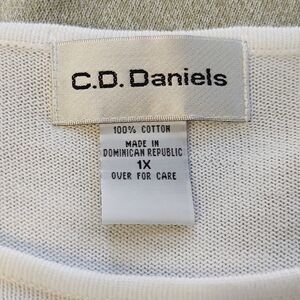 C.D. Daniels
100% COTTON
MADE IN
DOMINICAN REPUBLIC
1X
OVER FOR CARE